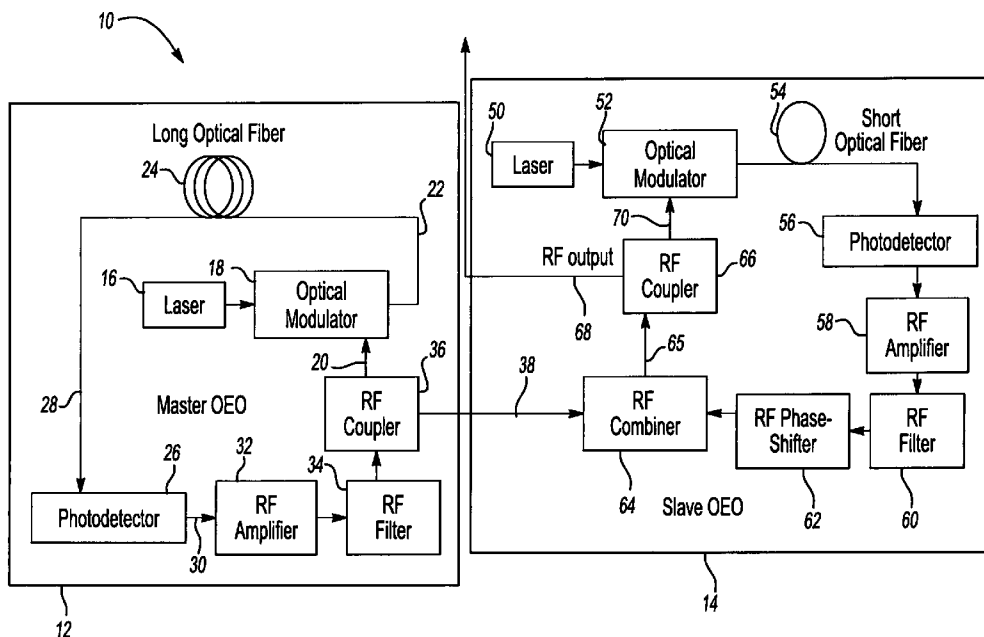 10
Long Optical Fiber
24
22
16
18
Laser
Optical
Modulator
20
36
28
Master OEO
RF
Coupler
38
26
32
34
Photodetector
RF
Amplifier
RF
Filter
30
12
50
52
54
Short
Optical Fiber
Laser
Optical
Modulator
70
56
Photodetector
RF output
RF
Coupler
66
68
58
RF
Amplifier
65
RF
Combiner
RF Phase-
Shifter
RF
Filter
64
Slave OEO
62
60
14